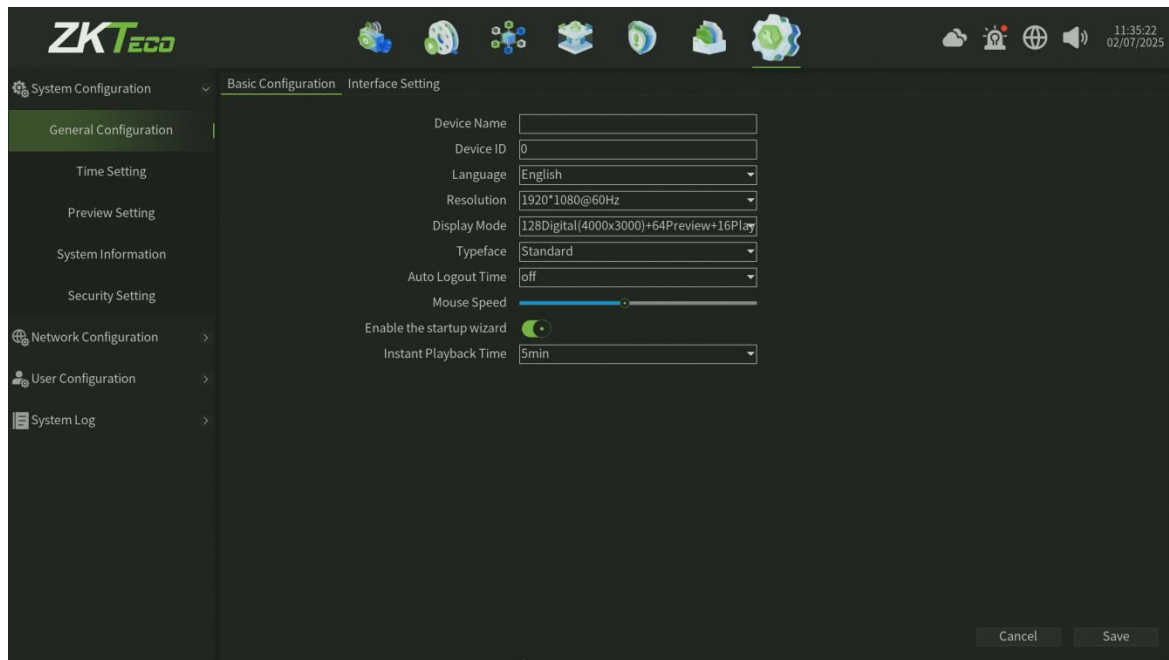 ZKTeco
11:35:22
02/07/2025
System Configuration
General Configuration
Time Setting
Preview Setting
System Information
Security Setting
Network Configuration
User Configuration
System Log
Basic Configuration Interface Setting
Device Name
Device ID 0
Language English
Resolution 1920*1080@60Hz
Display Mode 128Digital(4000x3000)+64Preview+16Play
Typeface Standard
Auto Logout Time off
Mouse Speed
Enable the startup wizard
Instant Playback Time 5min
Cancel Save